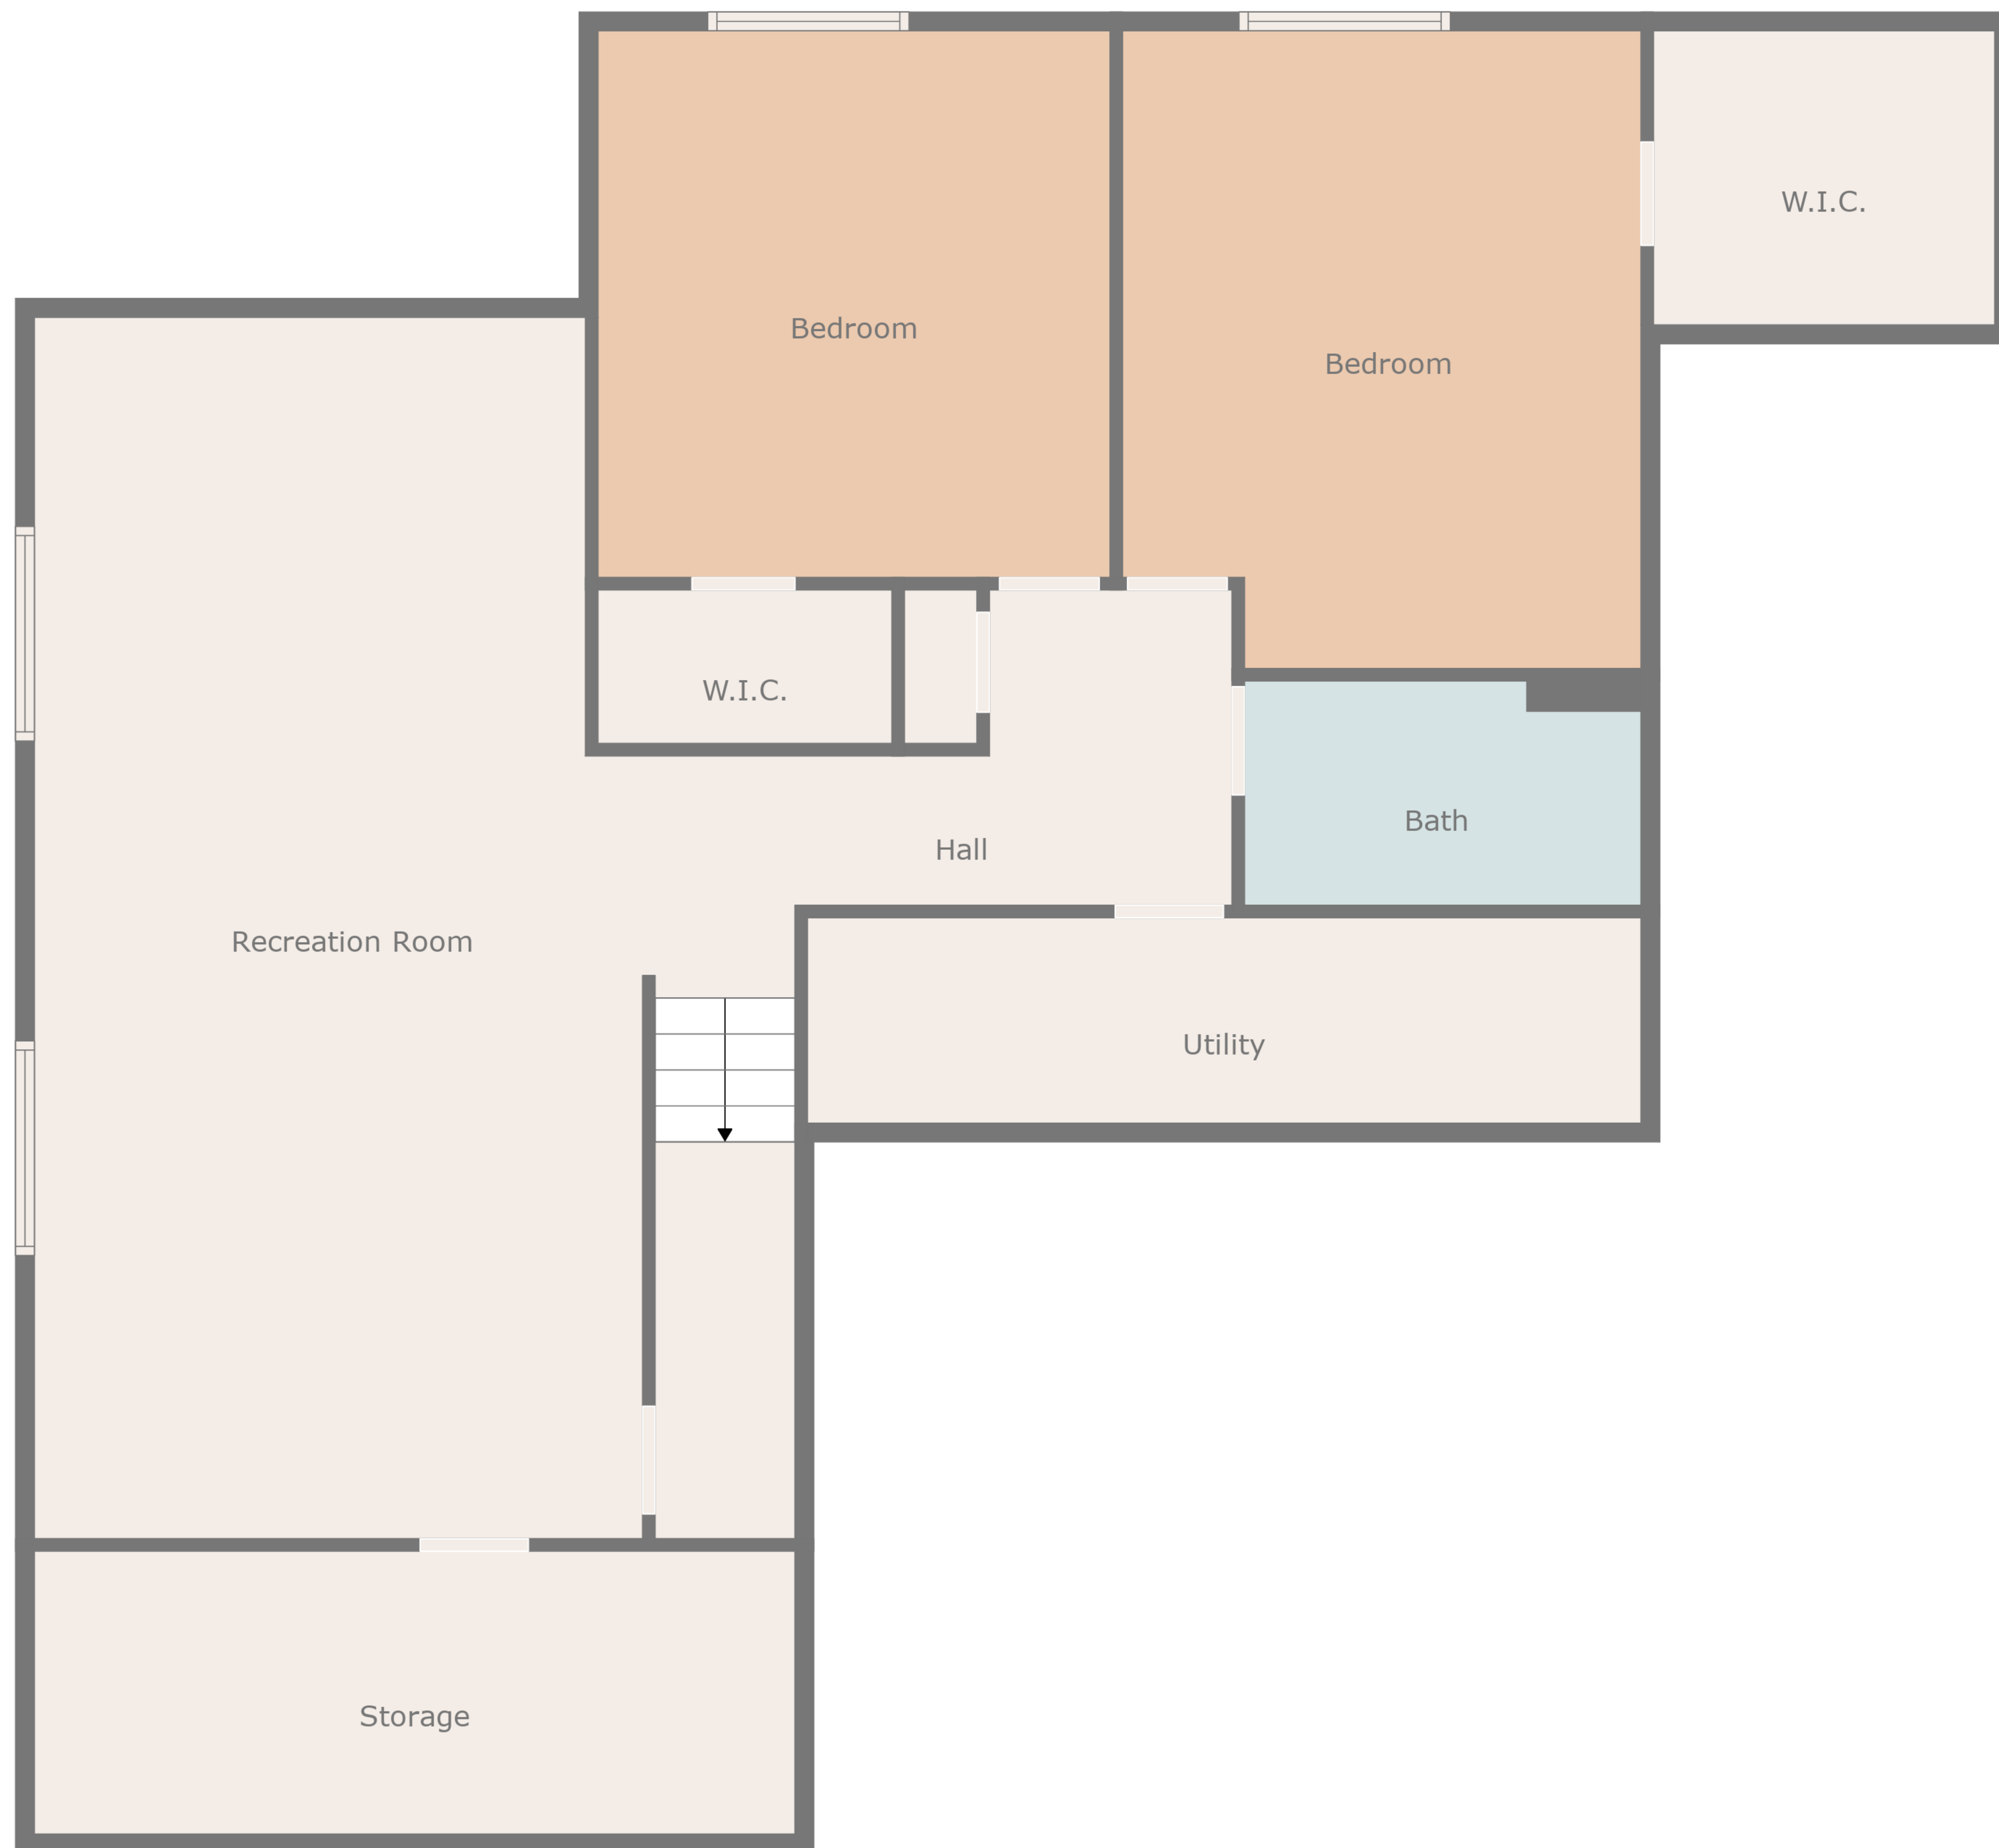 W.I.C.
Bedroom
Bedroom
W.I.C.
Bath
Hall
Recreation Room
Utility
Storage